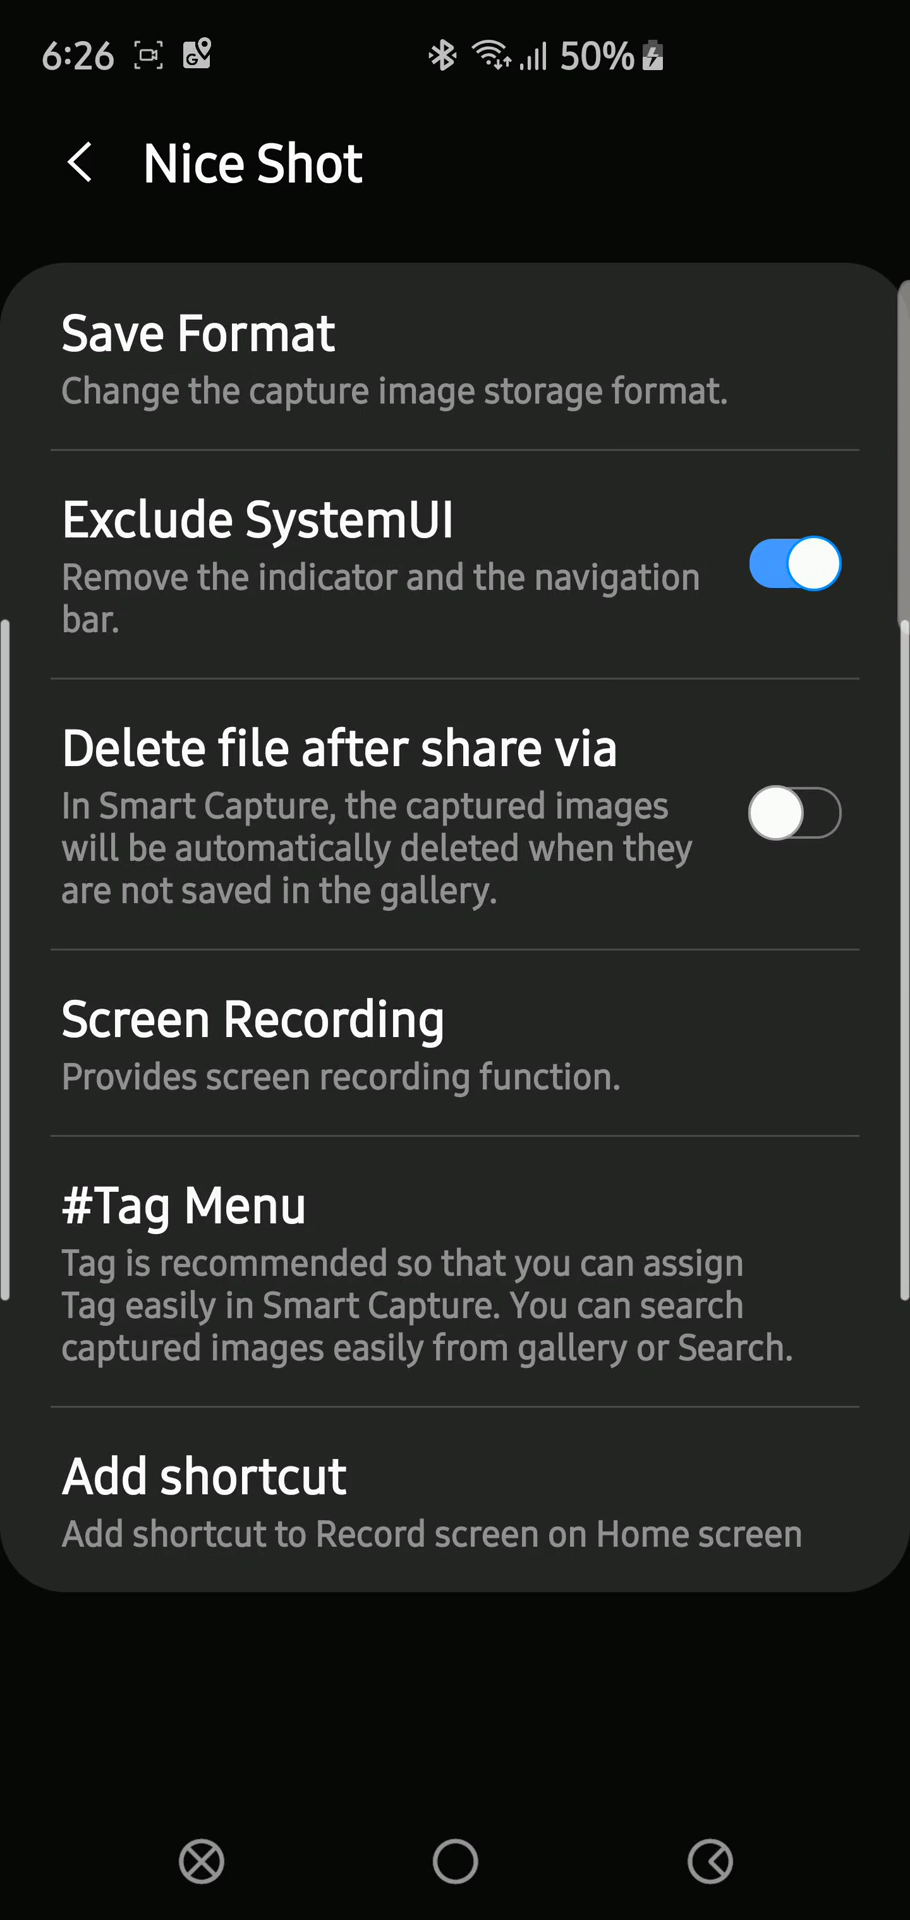 6:26 50%
Nice Shot
Save Format
Change the capture image storage format.
Exclude SystemUI
Remove the indicator and the navigation
bar.
Delete file after share via
In Smart Capture, the captured images
will be automatically deleted when they
are not saved in the gallery.
Screen Recording
Provides screen recording function.
#Tag Menu
Tag is recommended so that you can assign
Tag easily in Smart Capture. You can search
captured images easily from gallery or Search.
Add shortcut
Add shortcut to Record screen on Home screen